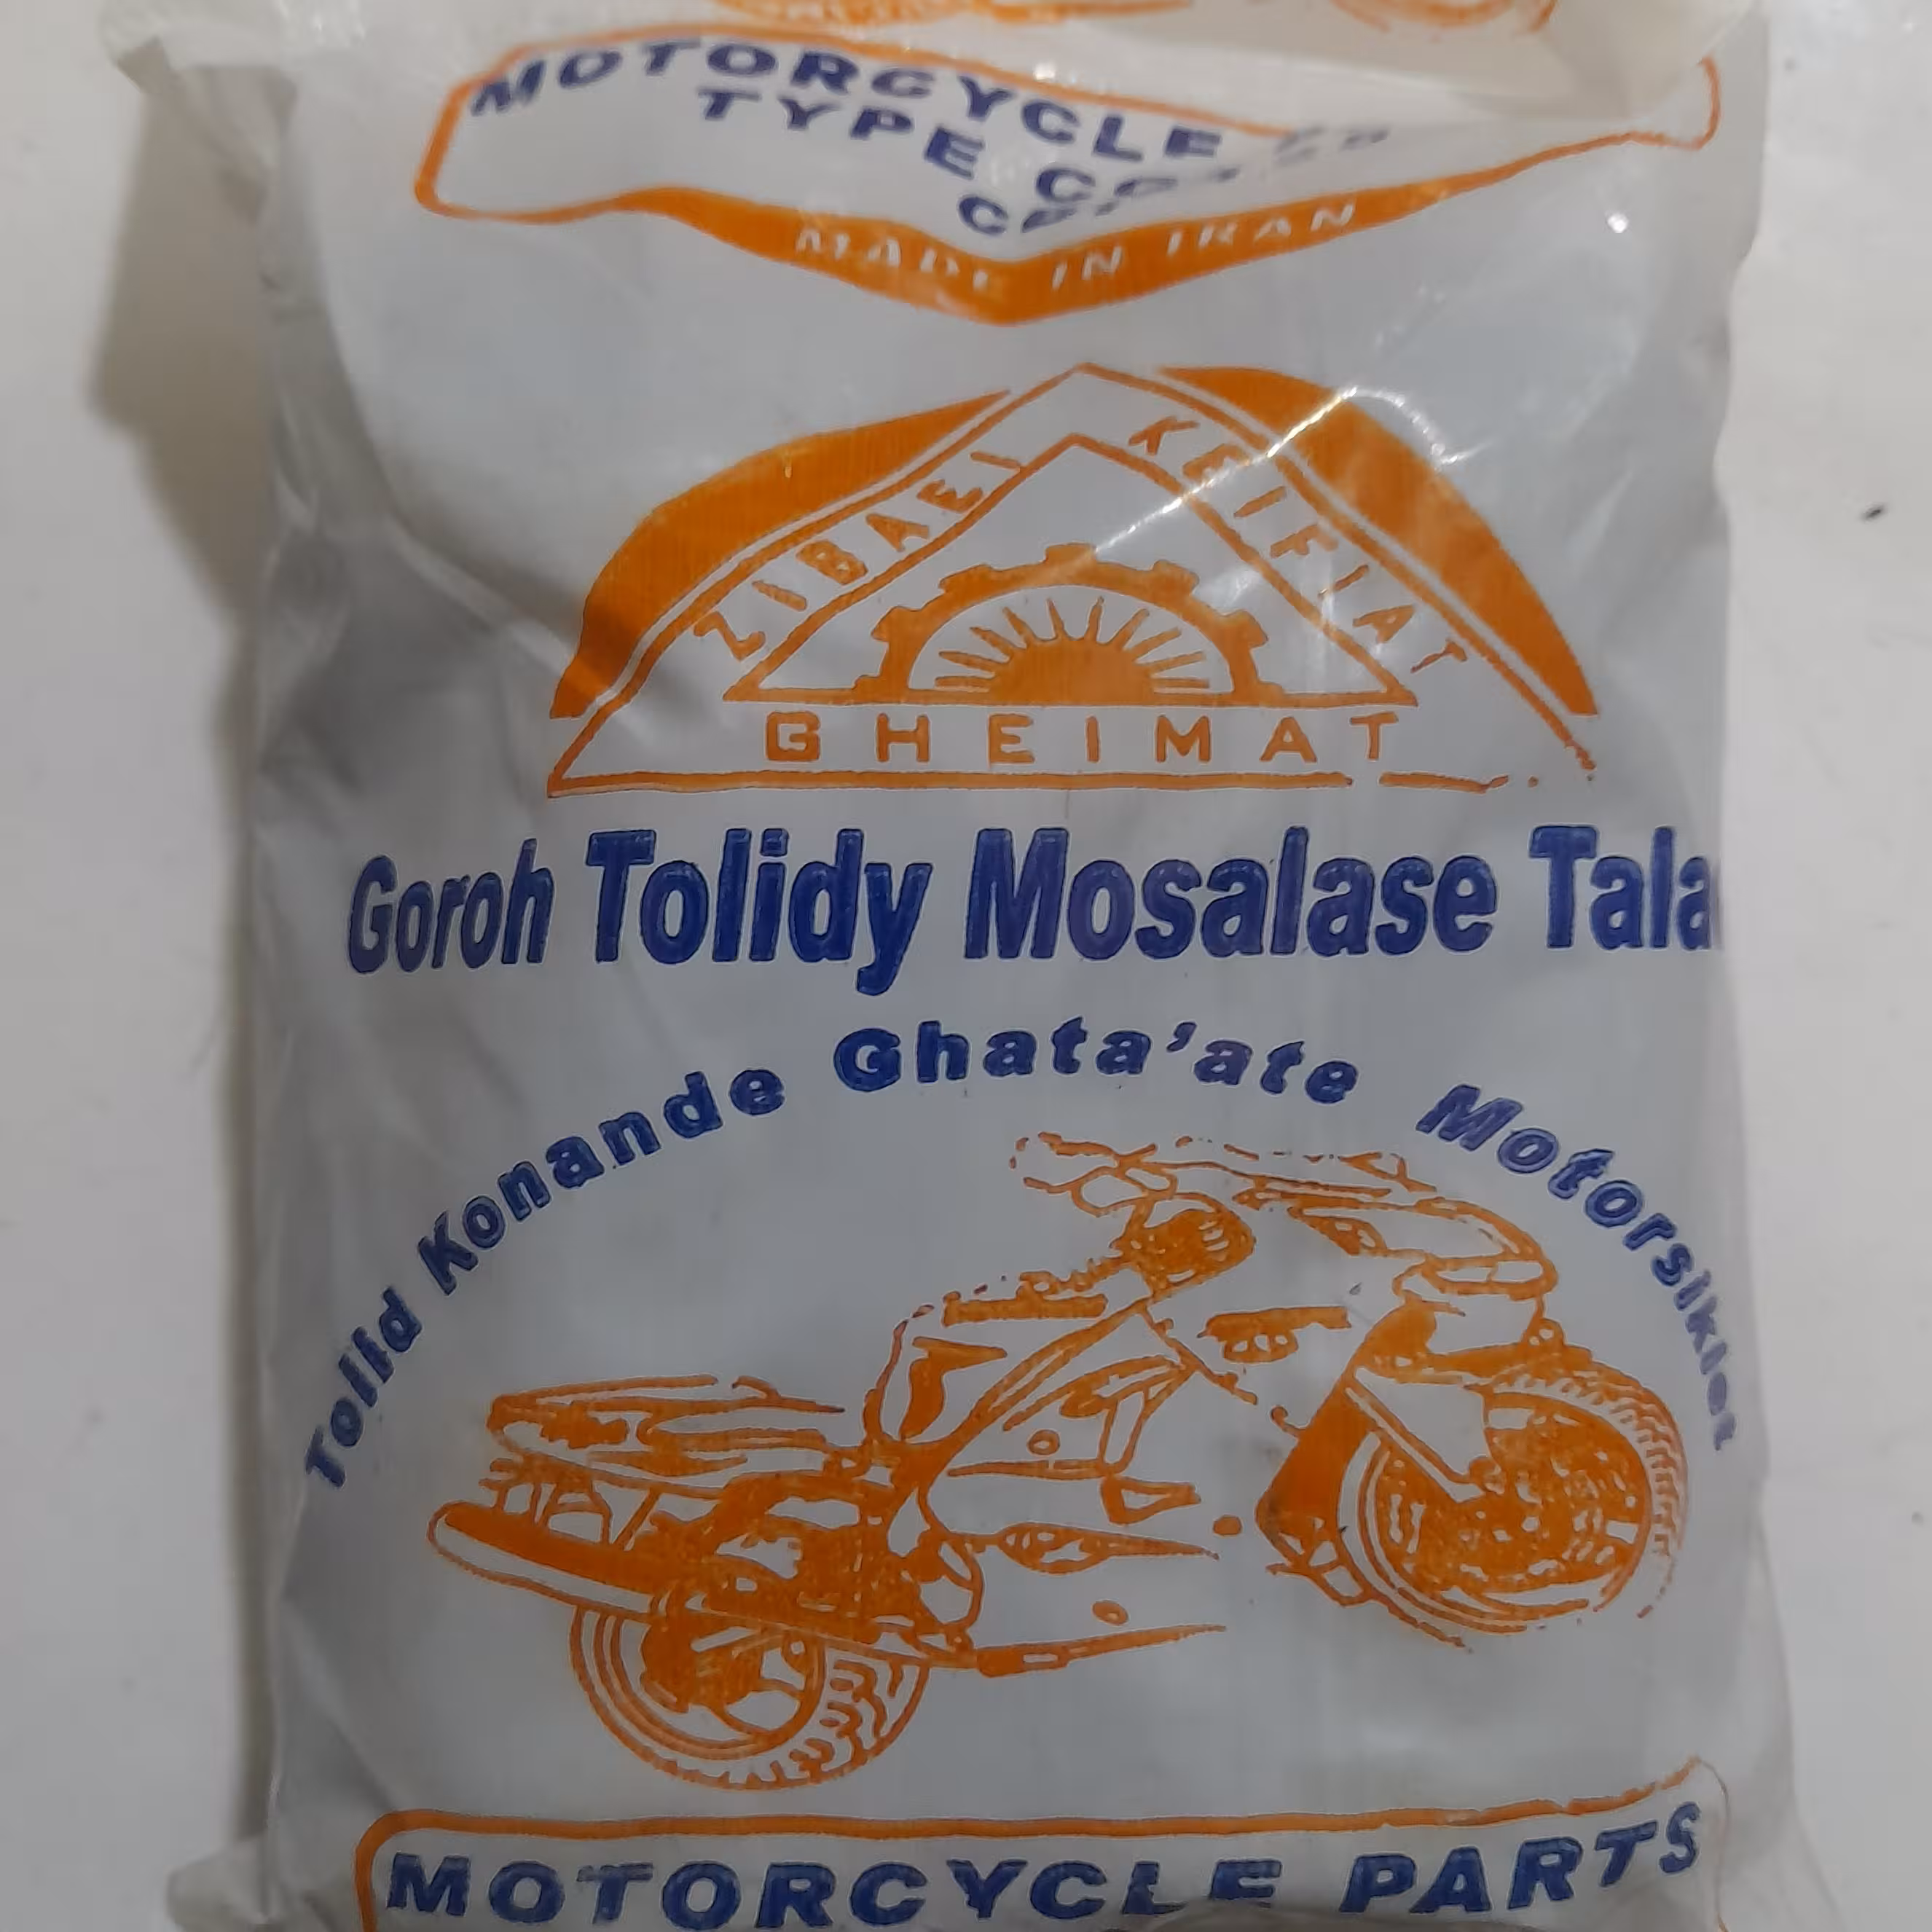 MOTORCYCLE
TYPE
MADE IN IRAN
ZIBAEI KEIFIAT
GHEIMAT
Goroh Tolidy Mosalase Tala
Tolid Konande Ghata'ate Motorsiklet
MOTORCYCLE PARTS